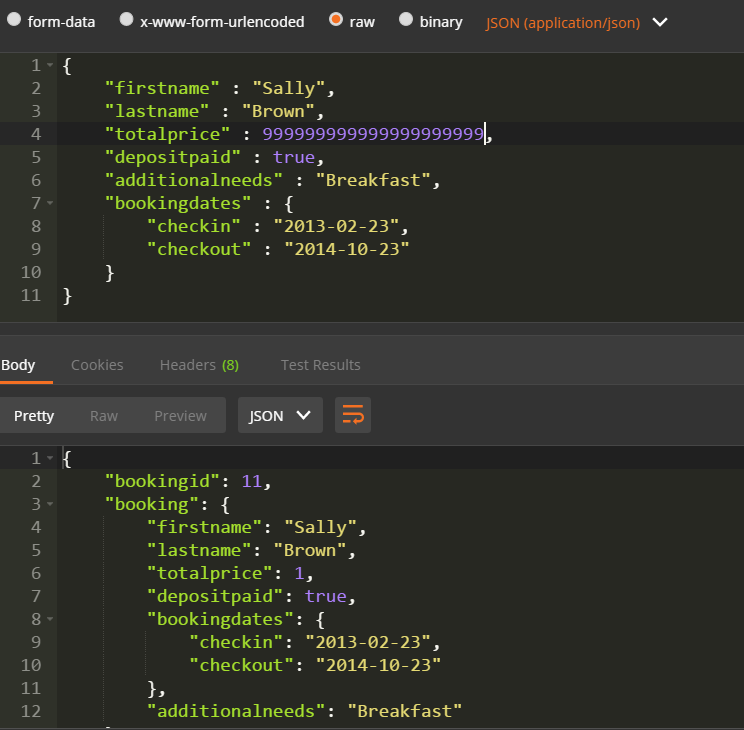 form-data x-www-form-urlencoded raw binary JSON (application/json)
1 {
2 "firstname" : "Sally",
3 "lastname" : "Brown",
4 "totalprice" : 999999999999999999999,
5 "depositpaid" : true,
6 "additionalneeds" : "Breakfast",
7 "bookingdates" : {
8 "checkin" : "2013-02-23",
9 "checkout" : "2014-10-23"
10 }
11 }
Body Cookies Headers (8) Test Results
Pretty Raw Preview JSON
1 {
2 "bookingid": 11,
3 "booking": {
4 "firstname": "Sally",
5 "lastname": "Brown",
6 "totalprice": 1,
7 "depositpaid": true,
8 "bookingdates": {
9 "checkin": "2013-02-23",
10 "checkout": "2014-10-23"
11 },
12 "additionalneeds": "Breakfast"